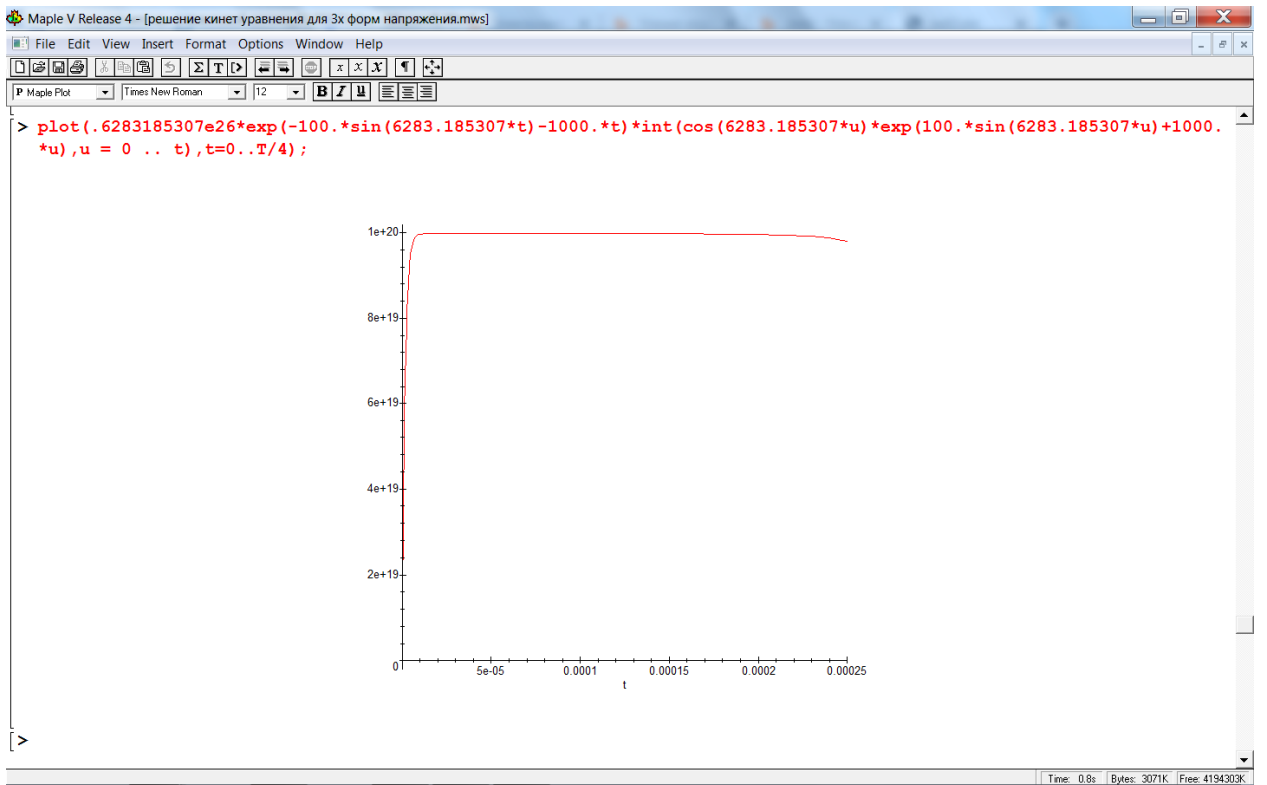 Maple V Release 4 - [решение кинет уравнения для 3х форм напряжения.mws]
File Edit View Insert Format Options Window Help
Σ T x x x ¶
P Maple Plot Times New Roman 12 B I u
> plot(.6283185307e26*exp(-100.*sin(6283.185307*t)-1000.*t)*int(cos(6283.185307*u)*exp(100.*sin(6283.185307*u)+1000.
*u),u = 0 .. t),t=0..T/4);
1e+20
8e+19
6e+19
4e+19
2e+19
0
5e-05 0.0001 0.00015 0.0002 0.00025
t
>
Time: 0.8s Bytes: 3071K Free: 4194303K